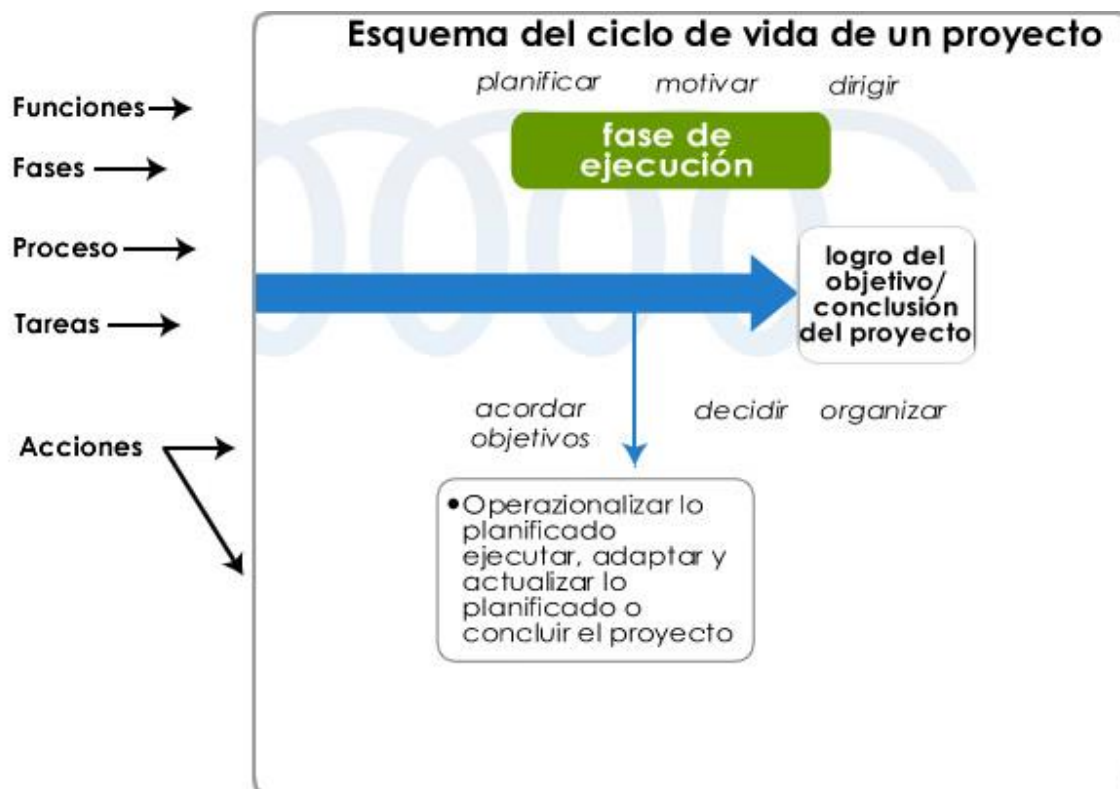 Esquema del ciclo de vida de un proyecto
planificar motivar dirigir
Funciones
fase de
ejecución
Fases
Proceso
logro del
objetivo/
conclusión
del proyecto
Tareas
acordar
objetivos
decidir organizar
Acciones
•Operazionalizar lo
planificado
ejecutar, adaptar y
actualizar lo
planificado o
concluir el proyecto